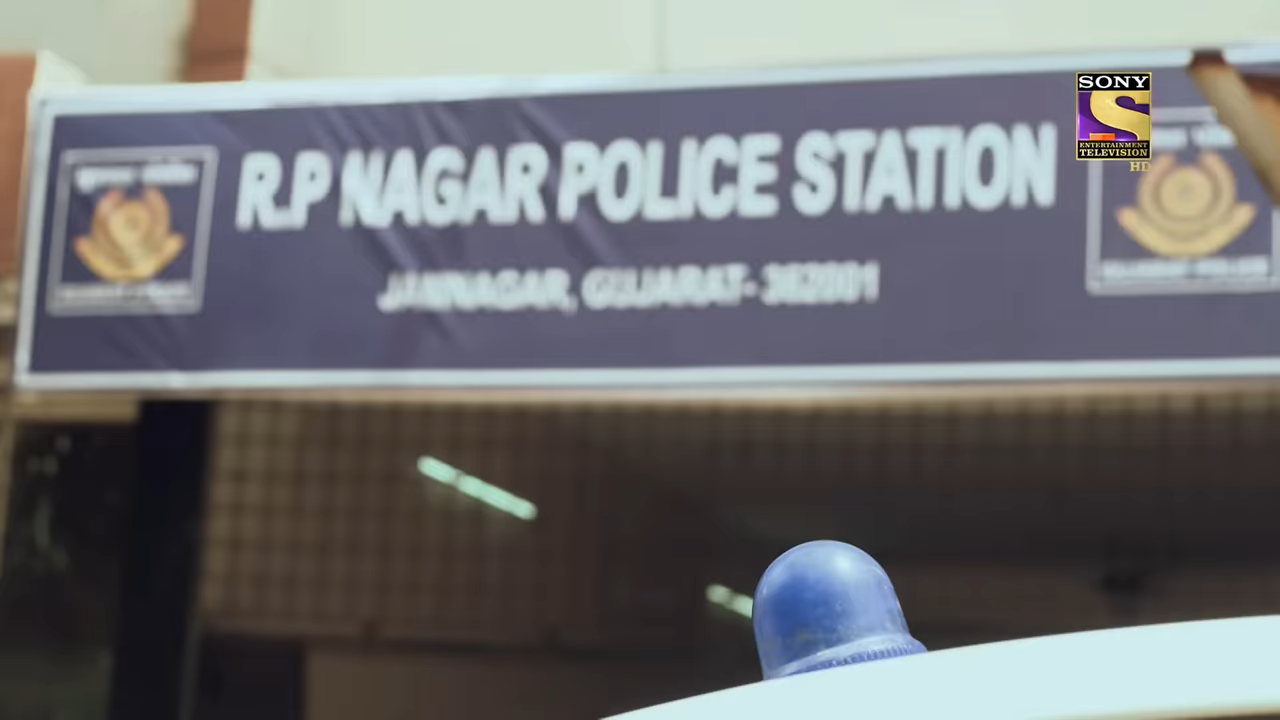 SONY
ENTERTAINMENT
TELEVISION
HD
R.P NAGAR POLICE STATION
JAMNAGAR, GUJARAT- 362001